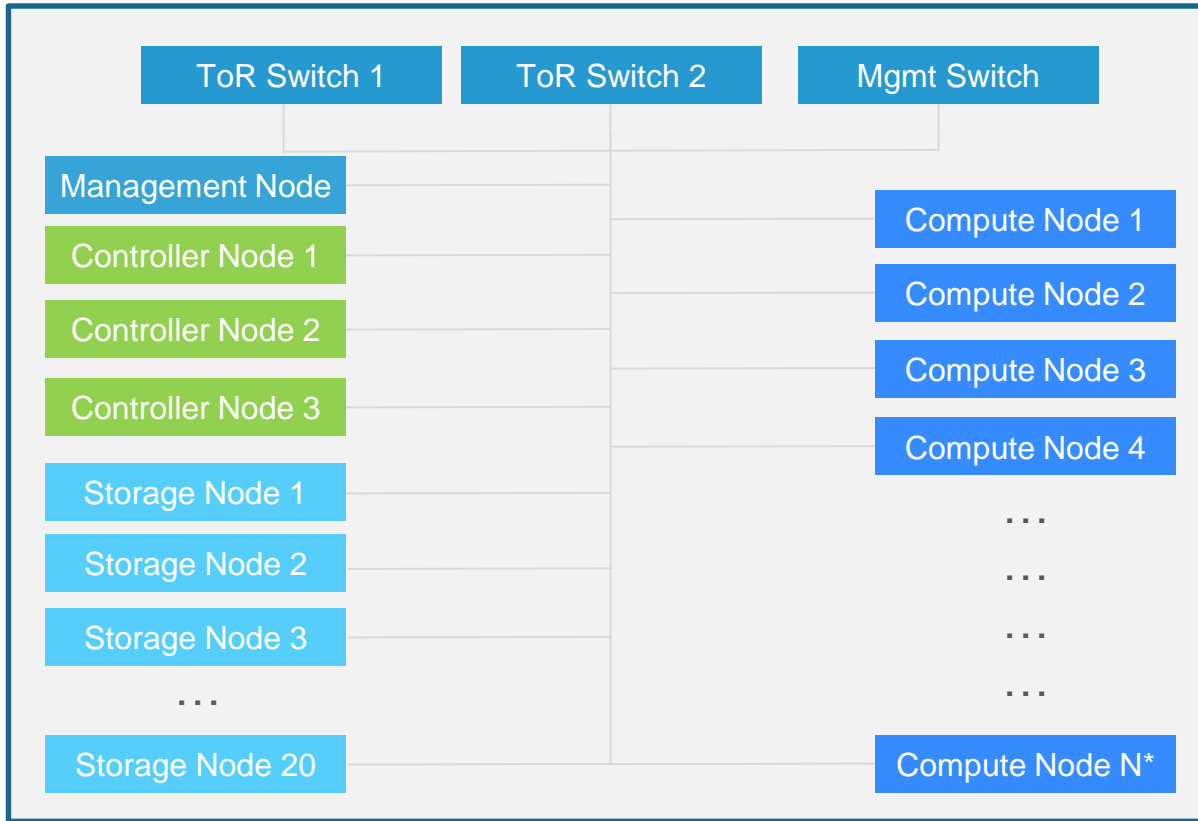 ToR Switch 1
ToR Switch 2
Mgmt Switch
Management Node
Controller Node 1
Controller Node 2
Controller Node 3
Storage Node 1
Storage Node 2
Storage Node 3
...
Storage Node 20
Compute Node 1
Compute Node 2
Compute Node 3
Compute Node 4
...
...
...
...
Compute Node N*